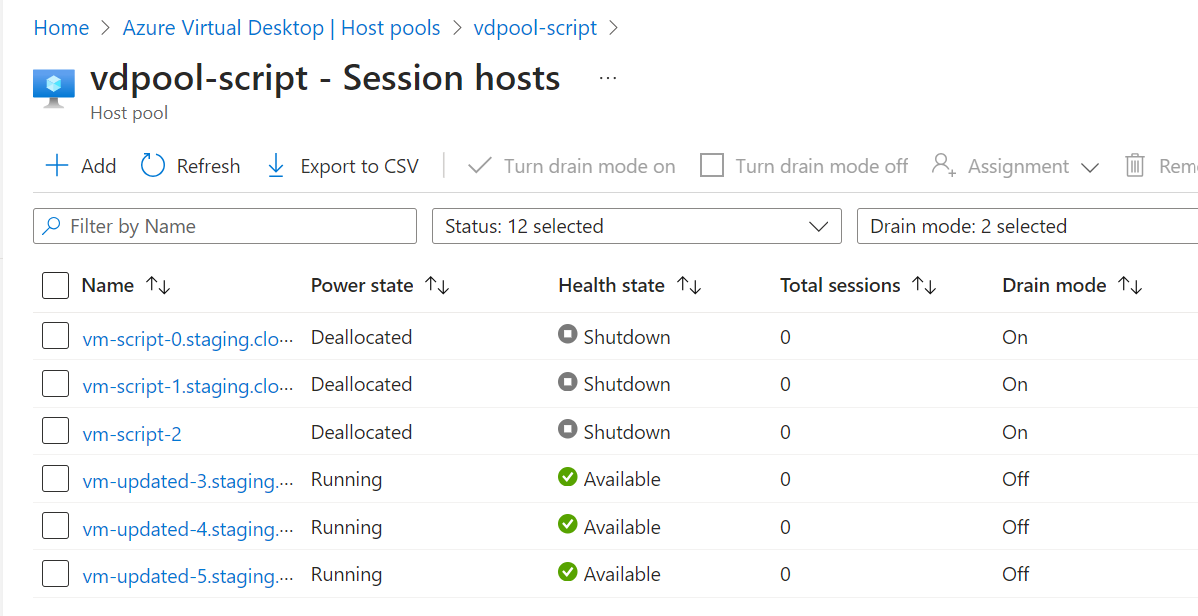 Home > Azure Virtual Desktop | Host pools > vdpool-script >
vdpool-script - Session hosts ...
Host pool
Add Refresh Export to CSV Turn drain mode on Turn drain mode off Assignment Rem
Filter by Name Status: 12 selected Drain mode: 2 selected
Name Power state Health state Total sessions Drain mode
vm-script-0.staging.clo... Deallocated Shutdown 0 On
vm-script-1.staging.clo... Deallocated Shutdown 0 On
vm-script-2 Deallocated Shutdown 0 On
vm-updated-3.staging.... Running Available 0 Off
vm-updated-4.staging.... Running Available 0 Off
vm-updated-5.staging.... Running Available 0 Off